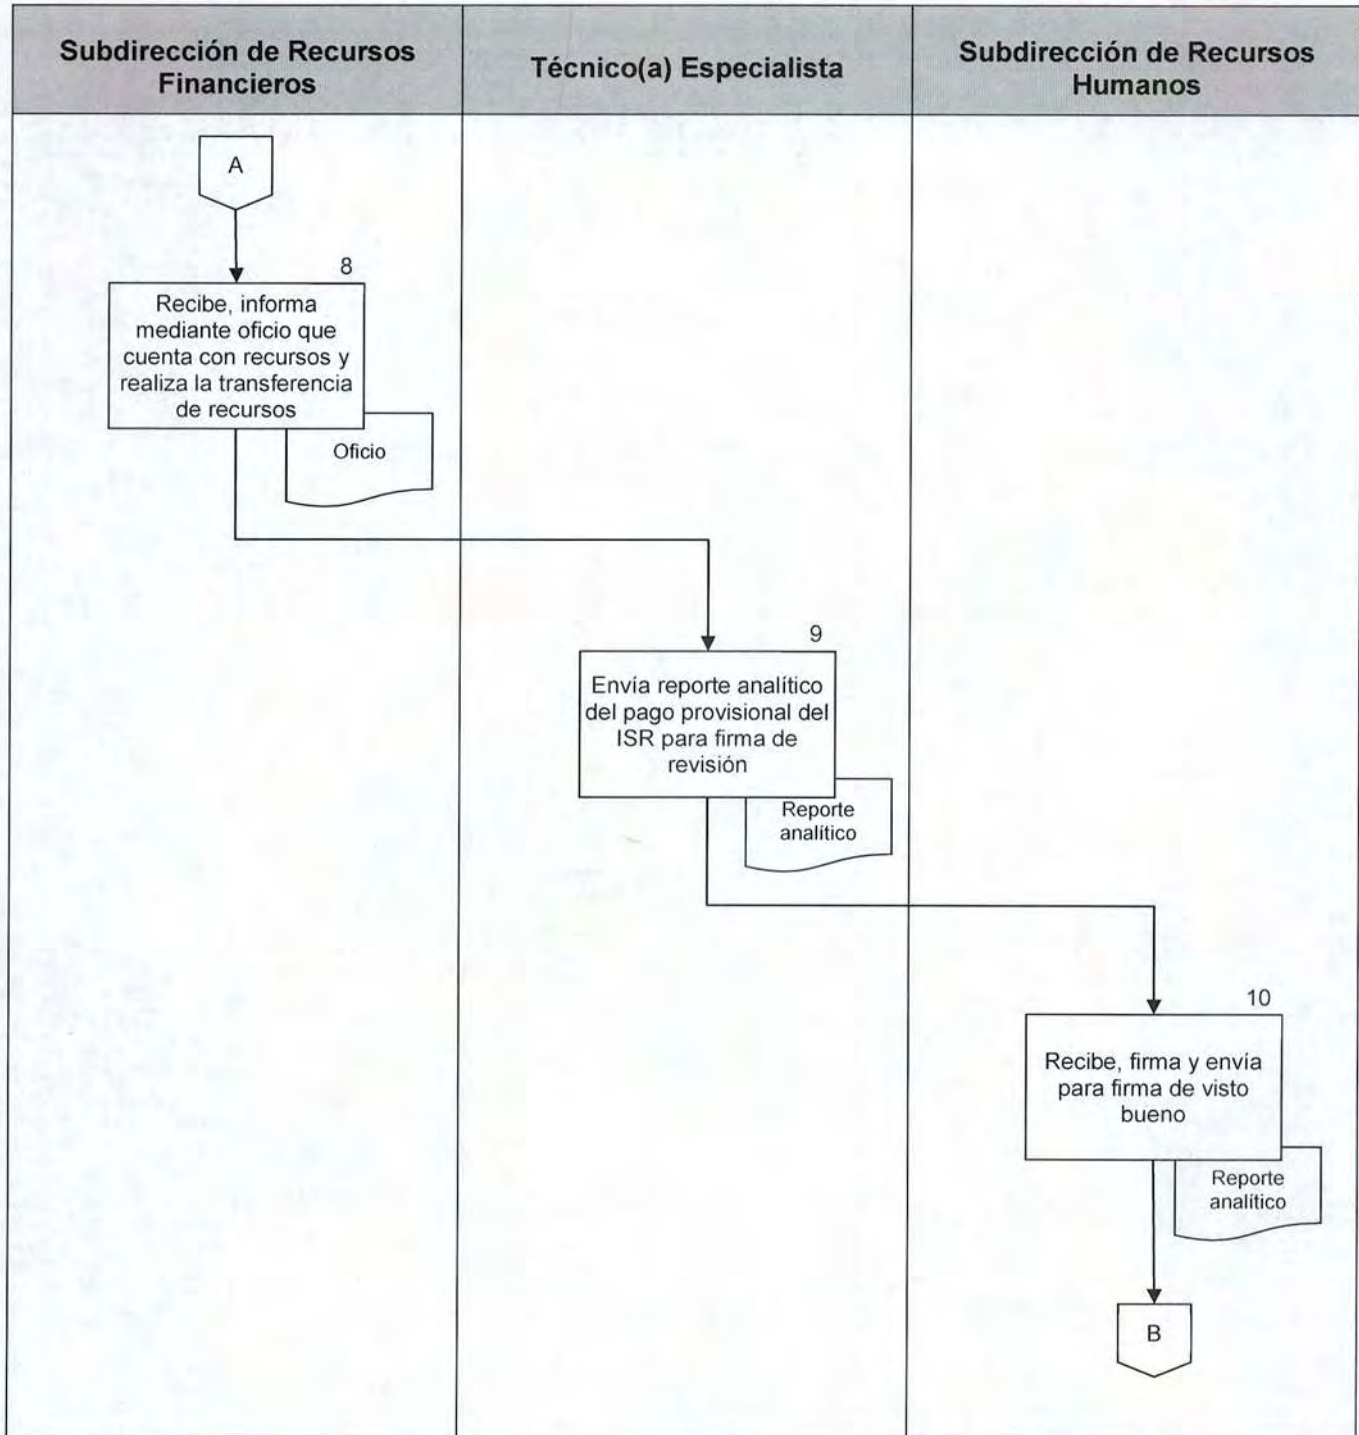 Subdirección de Recursos
Financieros
Técnico(a) Especialista
Subdirección de Recursos
Humanos
A
8
Recibe, informa
mediante oficio que
cuenta con recursos y
realiza la transferencia
de recursos
Oficio
9
Envía reporte analítico
del pago provisional del
ISR para firma de
revisión
Reporte
analítico
10
Recibe, firma y envía
para firma de visto
bueno
Reporte
analítico
B